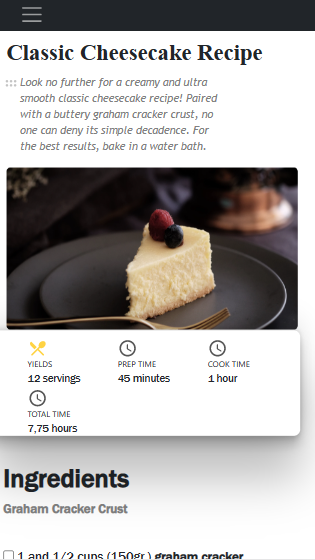 Classic Cheesecake Recipe
Look no further for a creamy and ultra
smooth classic cheesecake recipe! Paired
with a buttery graham cracker crust, no
one can deny its simple decadence. For
the best results, bake in a water bath.
YIELDS
12 servings
PREP TIME
45 minutes
COOK TIME
1 hour
TOTAL TIME
7,75 hours
Ingredients
Graham Cracker Crust
1 and 1/2 cups (150gr.) graham cracker